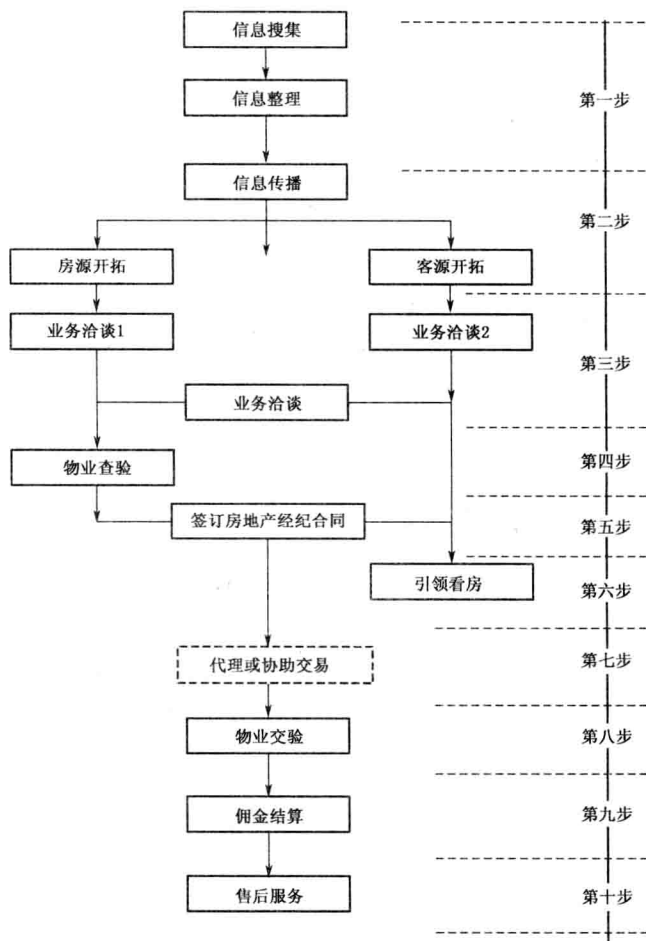 信息搜集
信息整理
第一步
信息传播
第二步
房源开拓
客源开拓
业务洽谈1
业务洽谈2
第三步
业务洽谈
物业查验
第四步
签订房地产经纪合同
第五步
引领看房
第六步
代理或协助交易
第七步
物业交验
第八步
佣金结算
第九步
售后服务
第十步